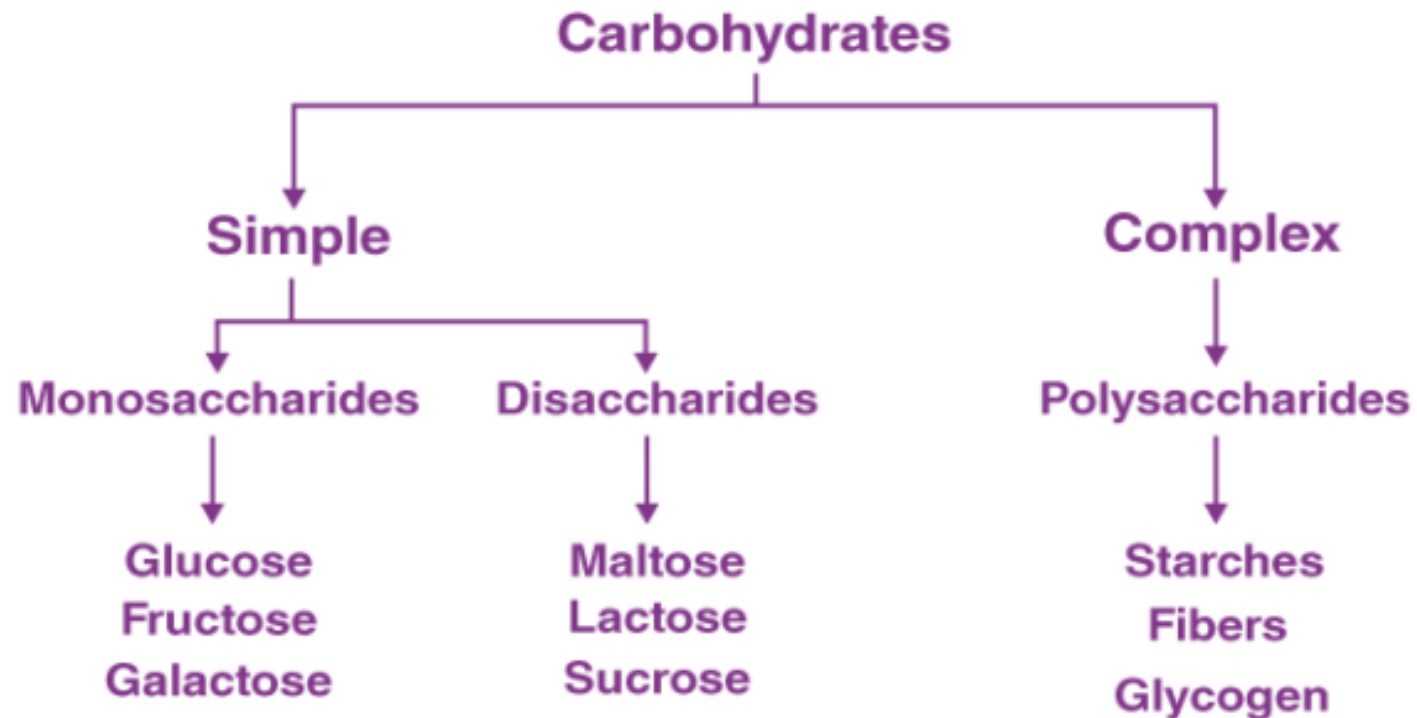 Carbohydrates
Simple
Complex
Monosaccharides
Disaccharides
Polysaccharides
Glucose
Fructose
Galactose
Maltose
Lactose
Sucrose
Starches
Fibers
Glycogen